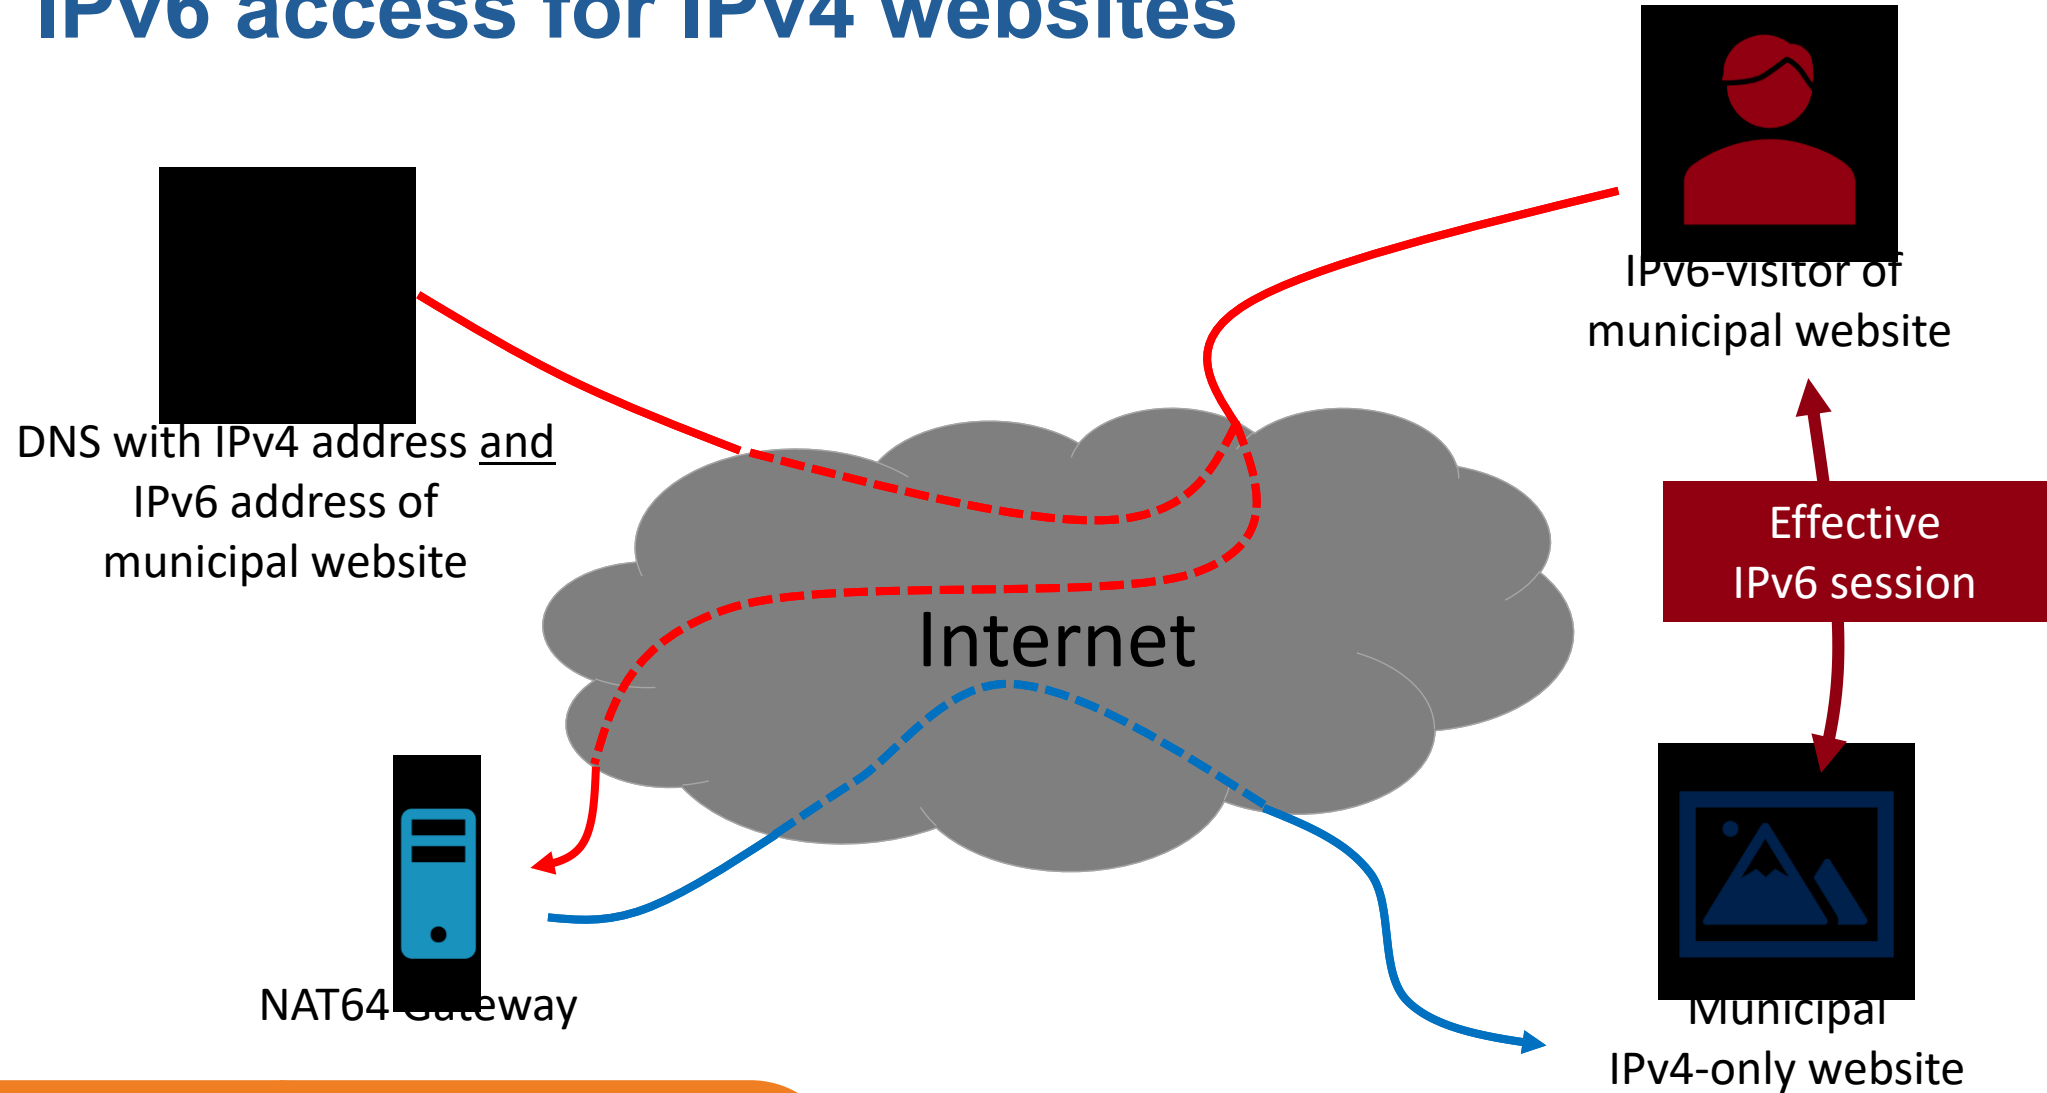 IPv6 access for IPv4 websites
IPv6-visitor of
municipal website
DNS with IPv4 address and
IPv6 address of
municipal website
Effective
IPv6 session
Internet
NAT64 Gateway
Municipal
IPv4-only website